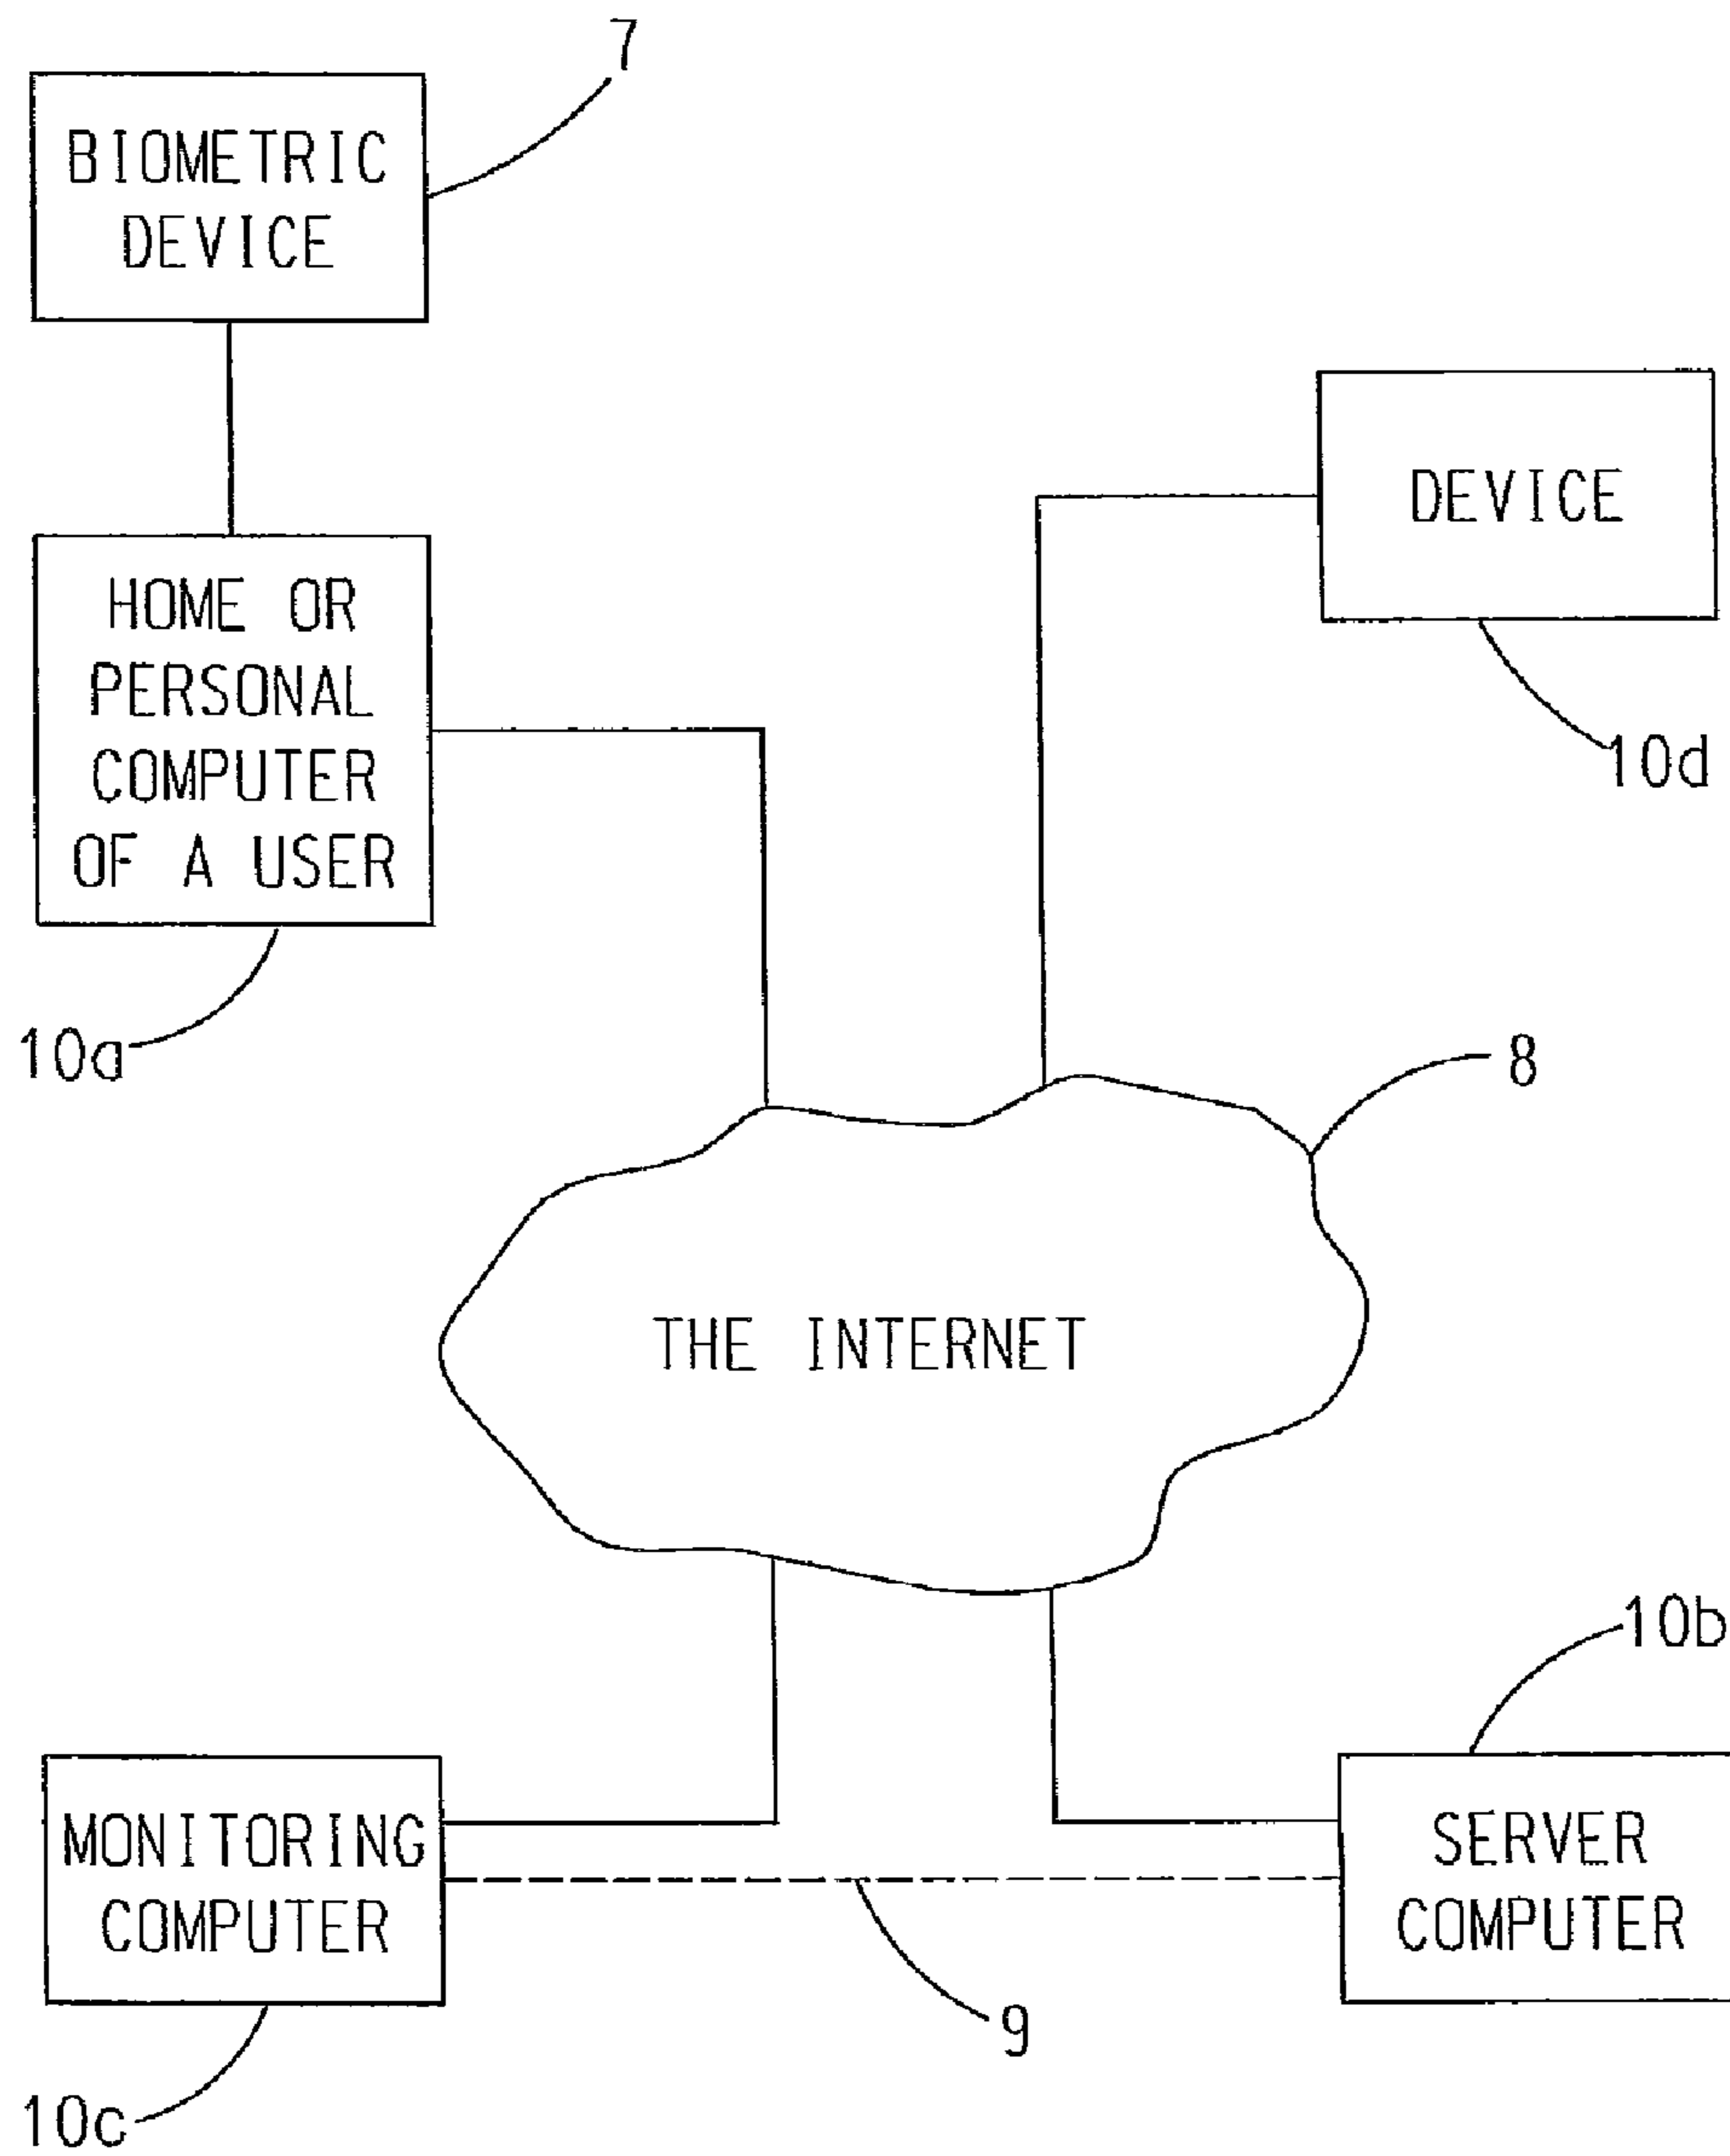 7
BIOMETRIC
DEVICE
DEVICE
HOME OR
PERSONAL
COMPUTER
OF A USER
10d
10a
8
THE INTERNET
10b
MONITORING
COMPUTER
SERVER
COMPUTER
9
10c